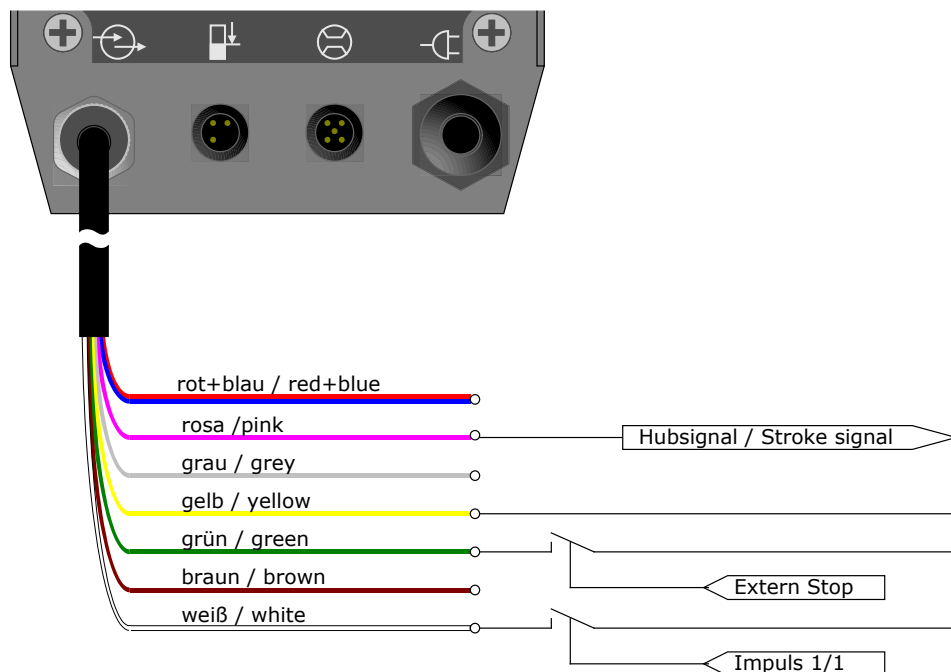 rot+blau / red+blue
rosa /pink
Hubsignal / Stroke signal
grau / grey
gelb / yellow
grün / green
braun / brown
Extern Stop
weiß / white
Impuls 1/1